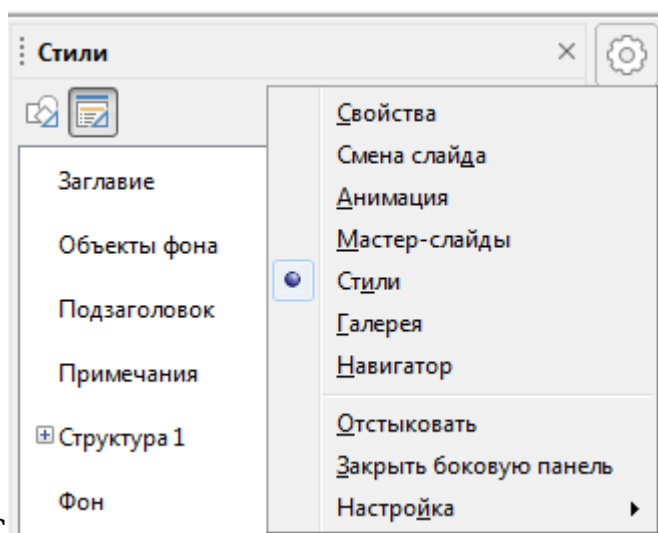 Стили
Свойства
Смена слайда
Анимация
Мастер-слайды
Стили
Галерея
Навигатор
Отстыковать
Закрыть боковую панель
Настройка
Заглавие
Объекты фона
Подзаголовок
Примечания
Структура 1
Фон